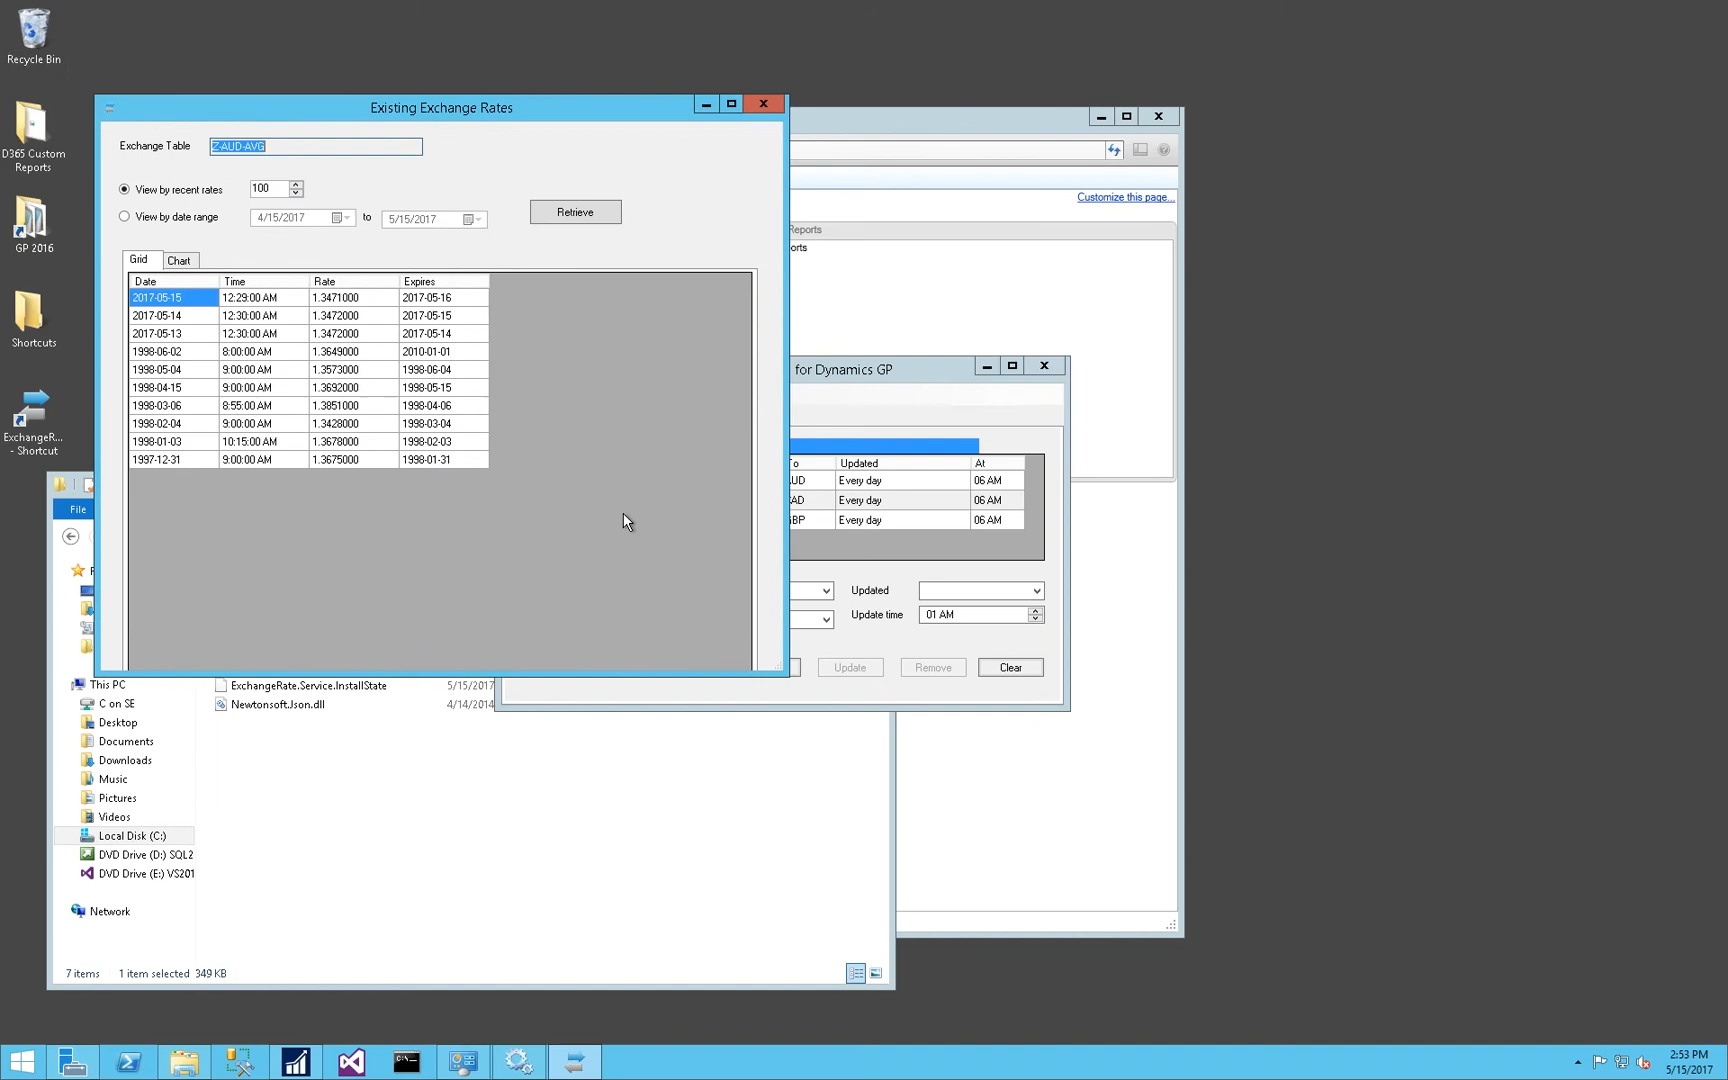 Recycle Bin
D365 Custom
Reports
GP 2016
Shortcuts
ExchangeR...
- Shortcut
Existing Exchange Rates
Exchange Table
Z-AUD-AVG
View by recent rates
100
View by date range
4/15/2017
to
5/15/2017
Retrieve
Grid
Chart
Date Time Rate Expires
2017-05-15 12:29:00 AM 1.3471000 2017-05-16
2017-05-14 12:30:00 AM 1.3472000 2017-05-15
2017-05-13 12:30:00 AM 1.3472000 2017-05-14
1998-06-02 8:00:00 AM 1.3649000 2010-01-01
1998-05-04 9:00:00 AM 1.3573000 1998-06-04
1998-04-15 9:00:00 AM 1.3692000 1998-05-15
1998-03-06 8:55:00 AM 1.3851000 1998-04-06
1998-02-04 9:00:00 AM 1.3428000 1998-03-04
1998-01-03 10:15:00 AM 1.3678000 1998-02-03
1997-12-31 9:00:00 AM 1.3675000 1998-01-31
Customize this page...
Reports
orts
for Dynamics GP
To Updated At
AUD Every day 06 AM
CAD Every day 06 AM
GBP Every day 06 AM
Updated
Update time
01 AM
Update
Remove
Clear
File
This PC
C on SE
Desktop
Documents
Downloads
Music
Pictures
Videos
Local Disk (C:)
DVD Drive (D:) SQL2
DVD Drive (E:) VS201
Network
ExchangeRate.Service.InstallState 5/15/2017
Newtonsoft.Json.dll 4/14/2014
7 items 1 item selected 349 KB
2:53 PM
5/15/2017